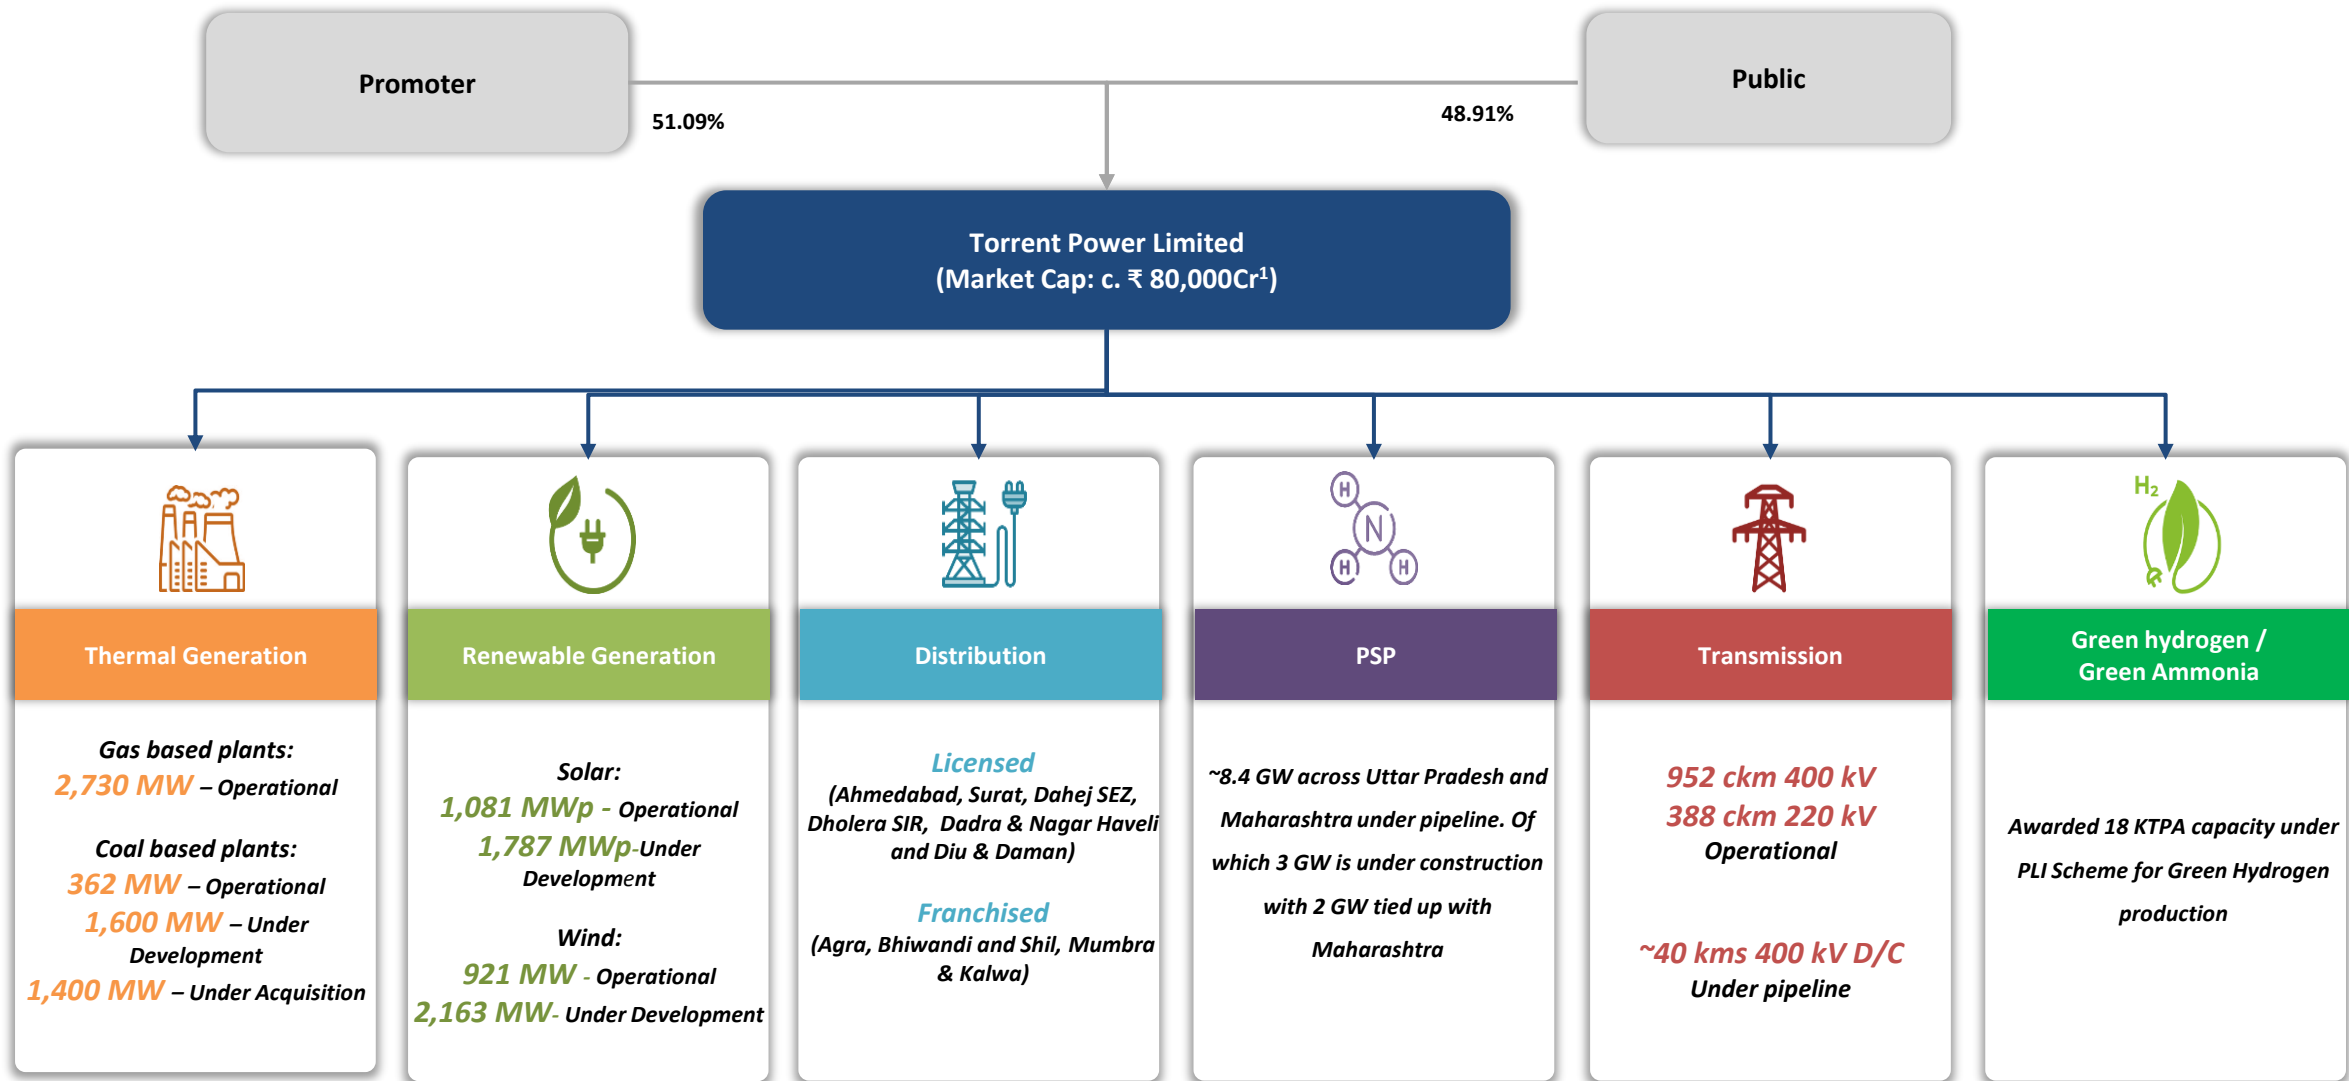 Promoter
Public
51.09%
48.91%
Torrent Power Limited
(Market Cap: c. ₹ 80,000Cr¹)
Thermal Generation
Gas based plants:
2,730 MW – Operational
Coal based plants:
362 MW – Operational
1,600 MW – Under
Development
1,400 MW – Under Acquisition
Renewable Generation
Solar:
1,081 MWp - Operational
1,787 MWp-Under
Development
Wind:
921 MW - Operational
2,163 MW- Under Development
Distribution
Licensed
(Ahmedabad, Surat, Dahej SEZ,
Dholera SIR, Dadra & Nagar Haveli
and Diu & Daman)
Franchised
(Agra, Bhiwandi and Shil, Mumbra
& Kalwa)
H
N
H
H
PSP
~8.4 GW across Uttar Pradesh and
Maharashtra under pipeline. Of
which 3 GW is under construction
with 2 GW tied up with
Maharashtra
Transmission
952 ckm 400 kV
388 ckm 220 kV
Operational
~40 kms 400 kV D/C
Under pipeline
H₂
Green hydrogen /
Green Ammonia
Awarded 18 KTPA capacity under
PLI Scheme for Green Hydrogen
production